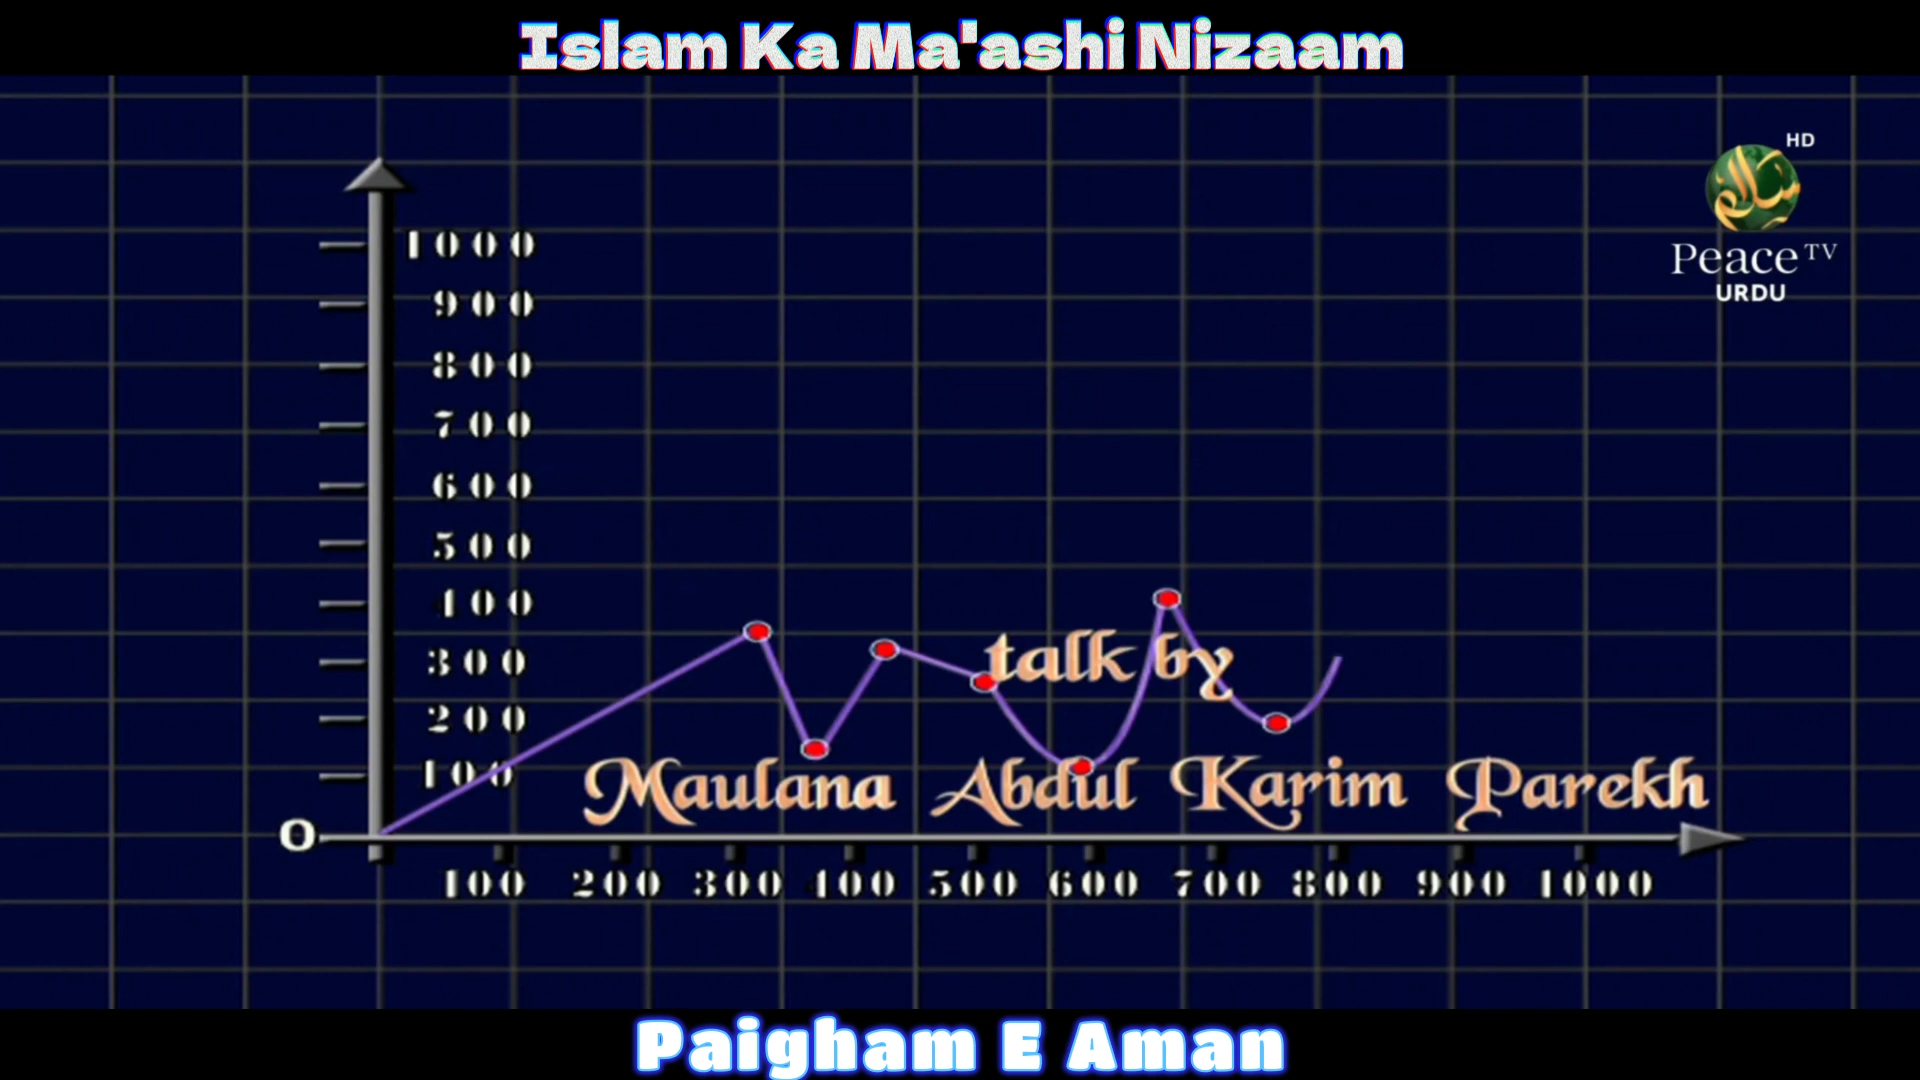 Islam Ka Ma'ashi Nizaam
HD
Peace TV
URDU
1000
900
800
700
600
500
400
300
200
100
talk by
Maulana Abdul Karim Parekh
0
100 200 300 400 500 600 700 800 900 1000
Paigham E Aman